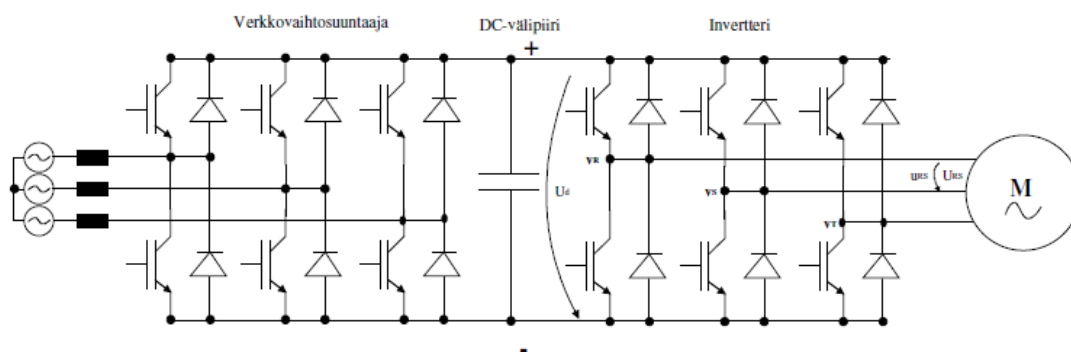 Verkkovaihtosuuntaaja
DC-välipiiri
Invertteri
+
vR
Ud
vS
uRS
URS
M
vT
-